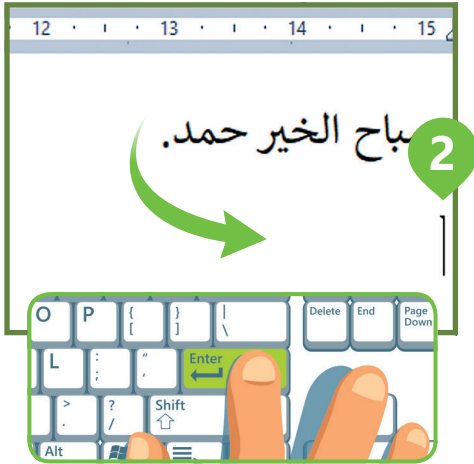 12 13 14 15
باح الخير حمد.
2
O P { [ } ] | \ Delete End Page Down
L : ; " ' Enter
> . ? / Shift
Alt